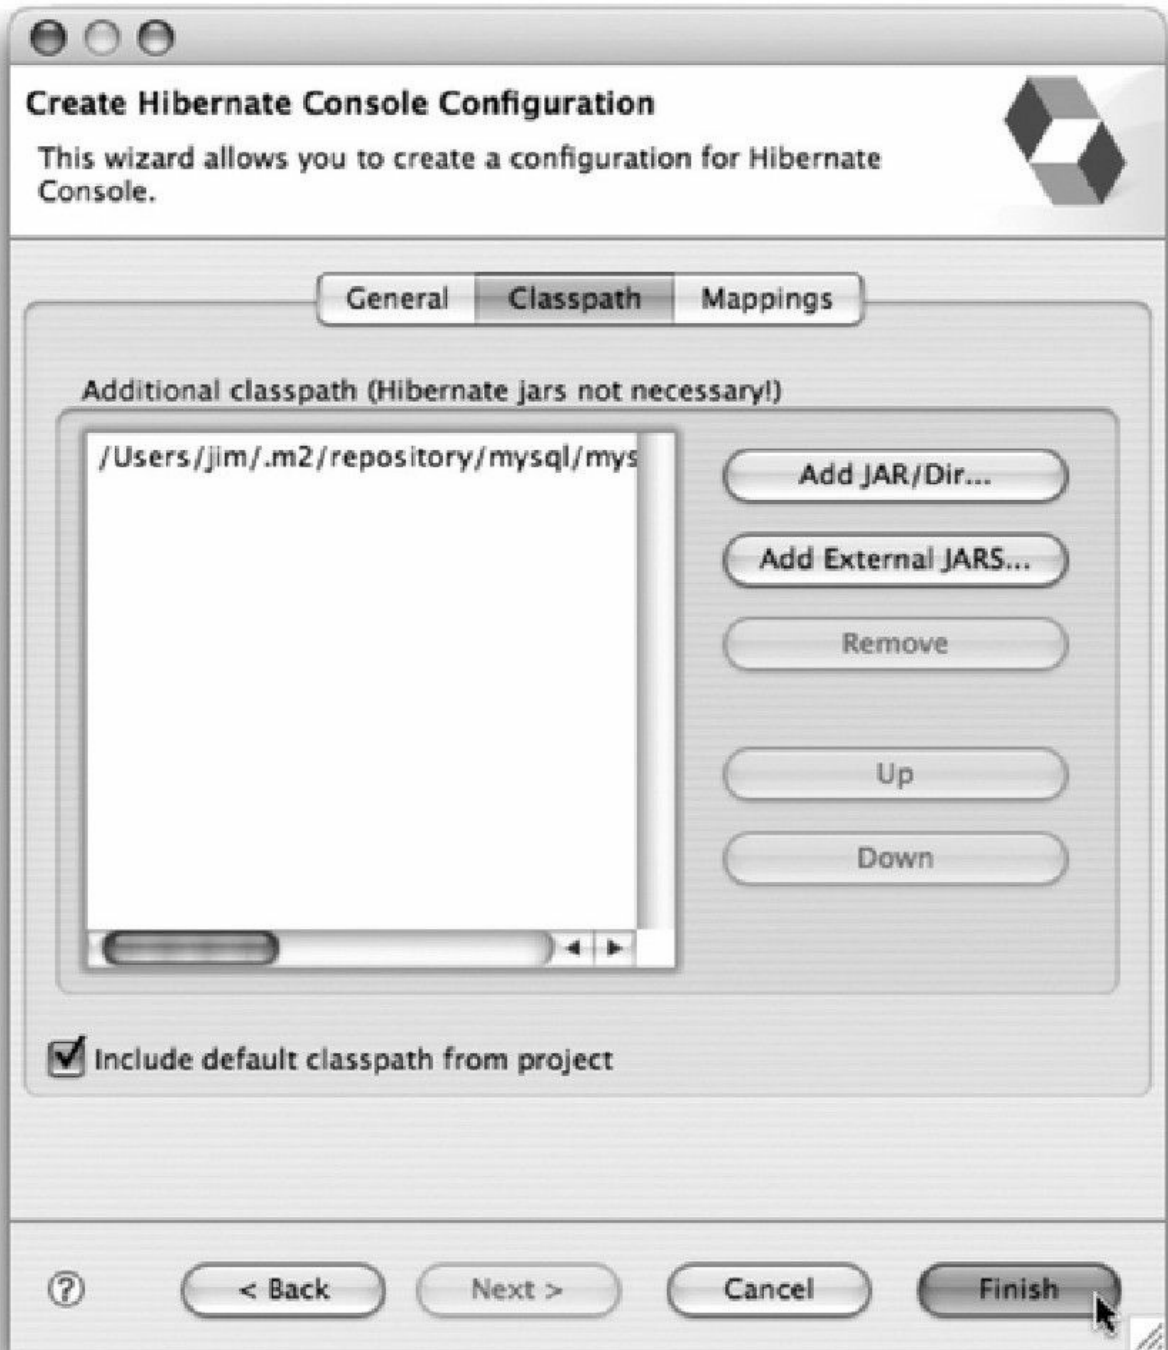 Create Hibernate Console Configuration
This wizard allows you to create a configuration for Hibernate
Console.
General Classpath Mappings
Additional classpath (Hibernate jars not necessary!)
/Users/jim/.m2/repository/mysql/mys
Add JAR/Dir...
Add External JARS...
Remove
Up
Down
Include default classpath from project
? < Back Next > Cancel Finish